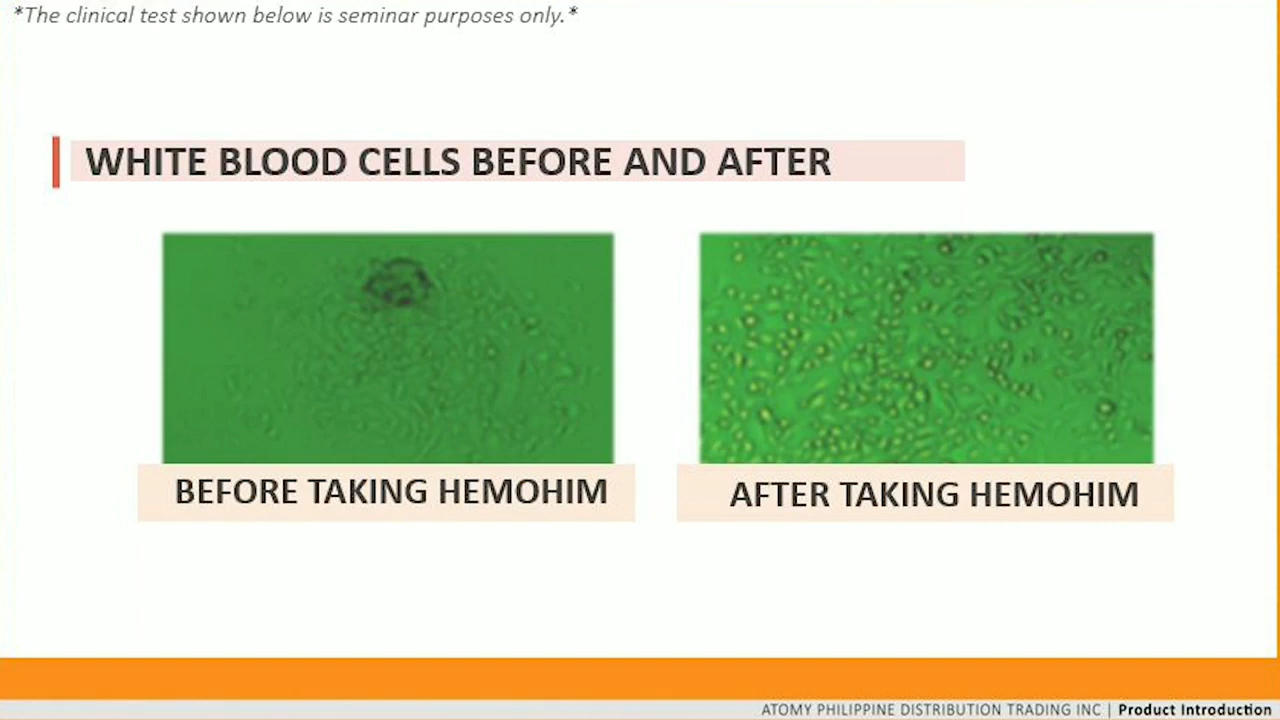 *The clinical test shown below is seminar purposes only.*
WHITE BLOOD CELLS BEFORE AND AFTER
BEFORE TAKING HEMOHIM
AFTER TAKING HEMOHIM
ATOMY PHILIPPINE DISTRIBUTION TRADING INC | Product Introduction